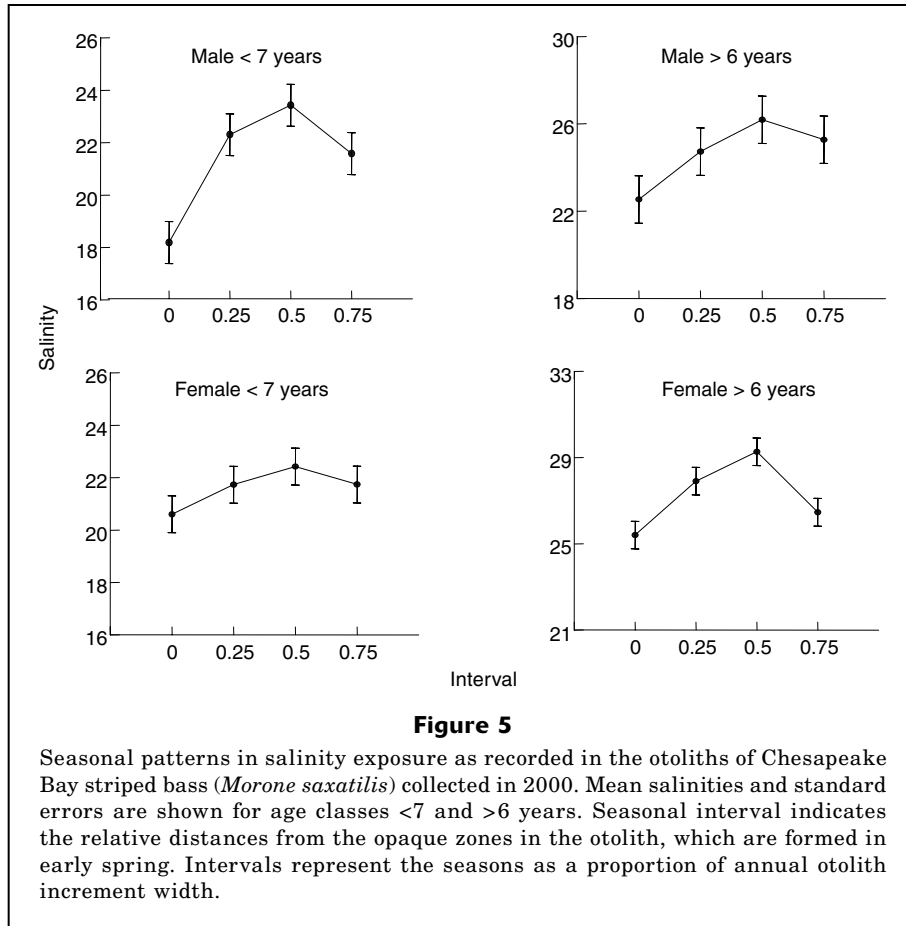 Male < 7 years
26
24
22
20
18
16
0 0.25 0.5 0.75
Male > 6 years
30
26
22
18
0 0.25 0.5 0.75
Salinity
Female < 7 years
26
24
22
20
18
16
0 0.25 0.5 0.75
Female > 6 years
33
29
25
21
0 0.25 0.5 0.75
Interval
Figure 5
Seasonal patterns in salinity exposure as recorded in the otoliths of Chesapeake
Bay striped bass (Morone saxatilis) collected in 2000. Mean salinities and standard
errors are shown for age classes <7 and >6 years. Seasonal interval indicates
the relative distances from the opaque zones in the otolith, which are formed in
early spring. Intervals represent the seasons as a proportion of annual otolith
increment width.